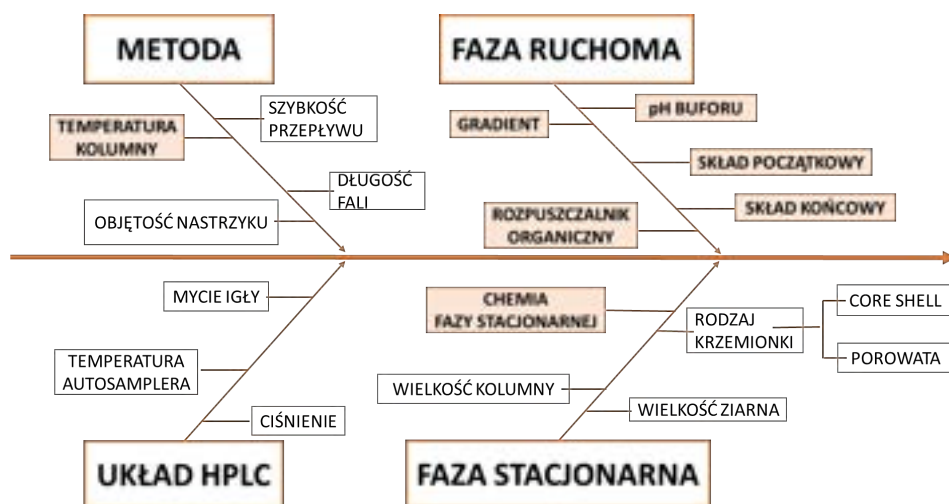 METODA
FAZA RUCHOMA
SZYBKOŚĆ
PRZEPŁYWU
TEMPERATURA
KOLUMNY
DŁUGOŚĆ
FALI
OBJĘTOŚĆ NASTRZYKU
pH BUFORU
GRADIENT
SKŁAD POCZĄTKOWY
SKŁAD KOŃCOWY
ROZPUSZCZALNIK
ORGANICZNY
MYCIE IGŁY
TEMPERATURA
AUTOSAMPLERA
CIŚNIENIE
CHEMIA
FAZY STACJONARNEJ
RODZAJ
KRZEMIONKI
CORE SHELL
POROWATA
WIELKOŚĆ KOLUMNY
WIELKOŚĆ ZIARNA
UKŁAD HPLC
FAZA STACJONARNA